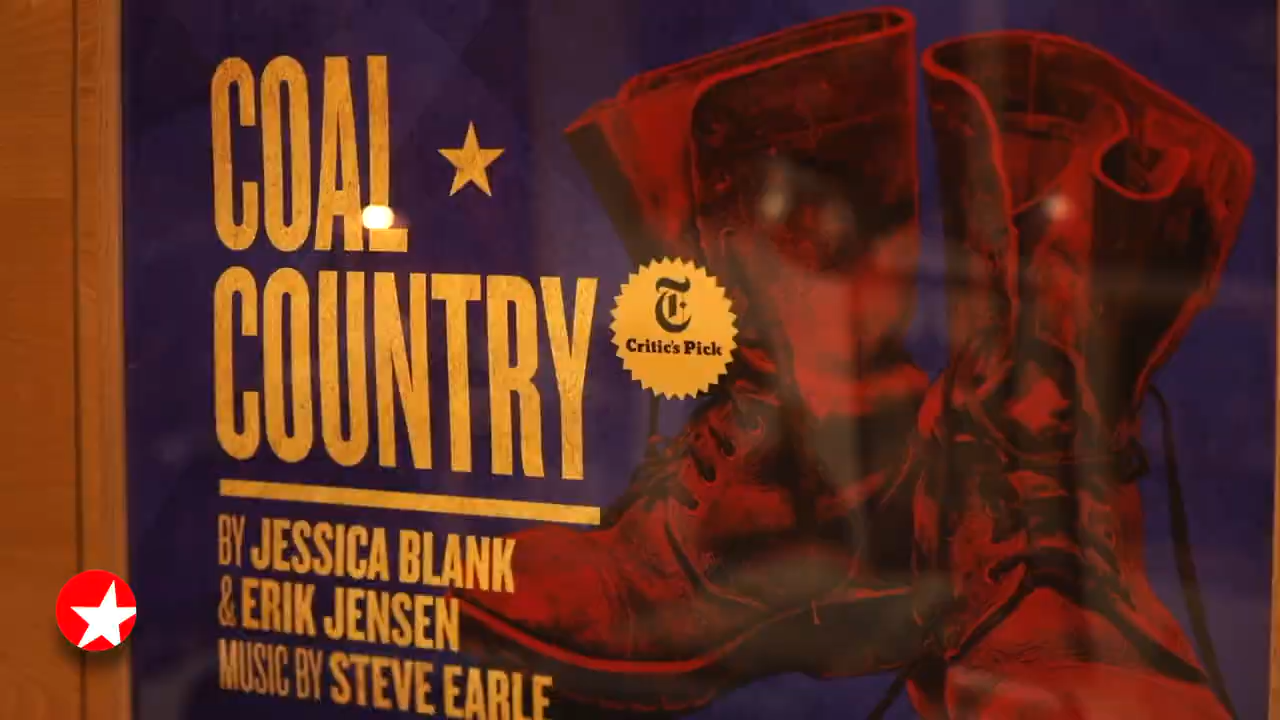 COAL
COUNTRY
T
Critic's Pick
BY JESSICA BLANK
& ERIK JENSEN
MUSIC BY STEVE EARLE